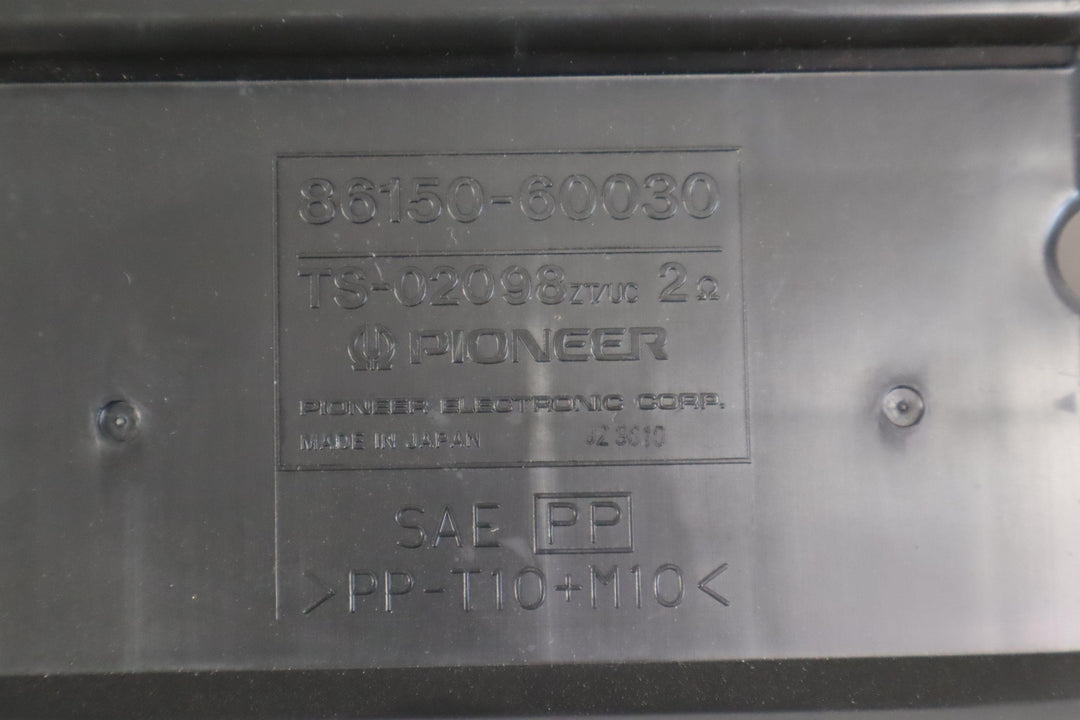 86150-60030
TS-02098ZT/UC 2Ω
PIONEER
PIONEER ELECTRONIC CORP.
MADE IN JAPAN
SAE PP
>PP-T10+M10<